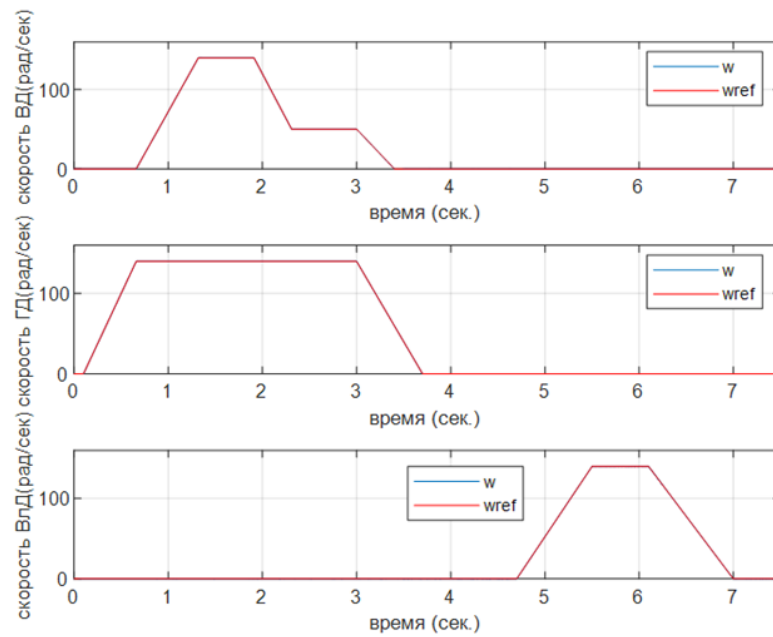 скорость ВД(рад/сек)
100
0
w
wref
0 1 2 3 4 5 6 7
время (сек.)
скорость ГД(рад/сек)
100
0
w
wref
0 1 2 3 4 5 6 7
время (сек.)
скорость ВлД(рад/сек)
100
0
w
wref
0 1 2 3 4 5 6 7
время (сек.)